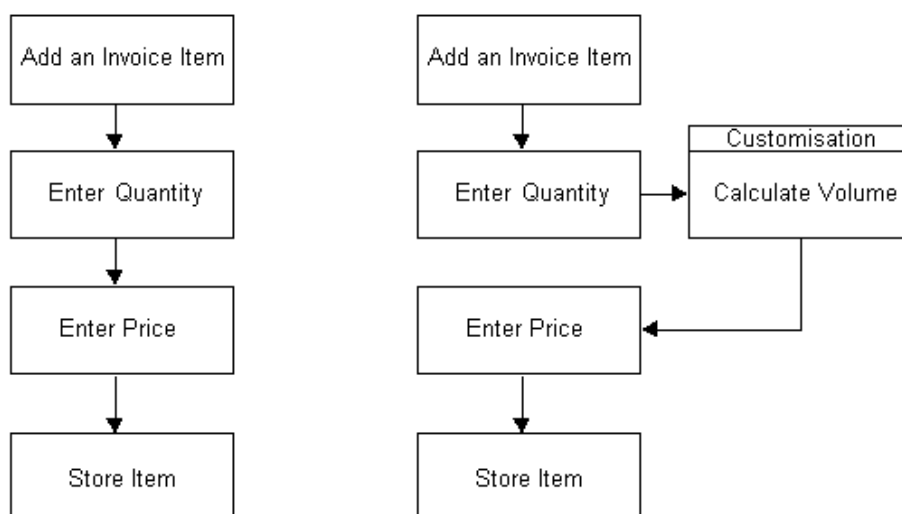 Add an Invoice Item
Enter Quantity
Enter Price
Store Item
Add an Invoice Item
Enter Quantity
Customisation
Calculate Volume
Enter Price
Store Item